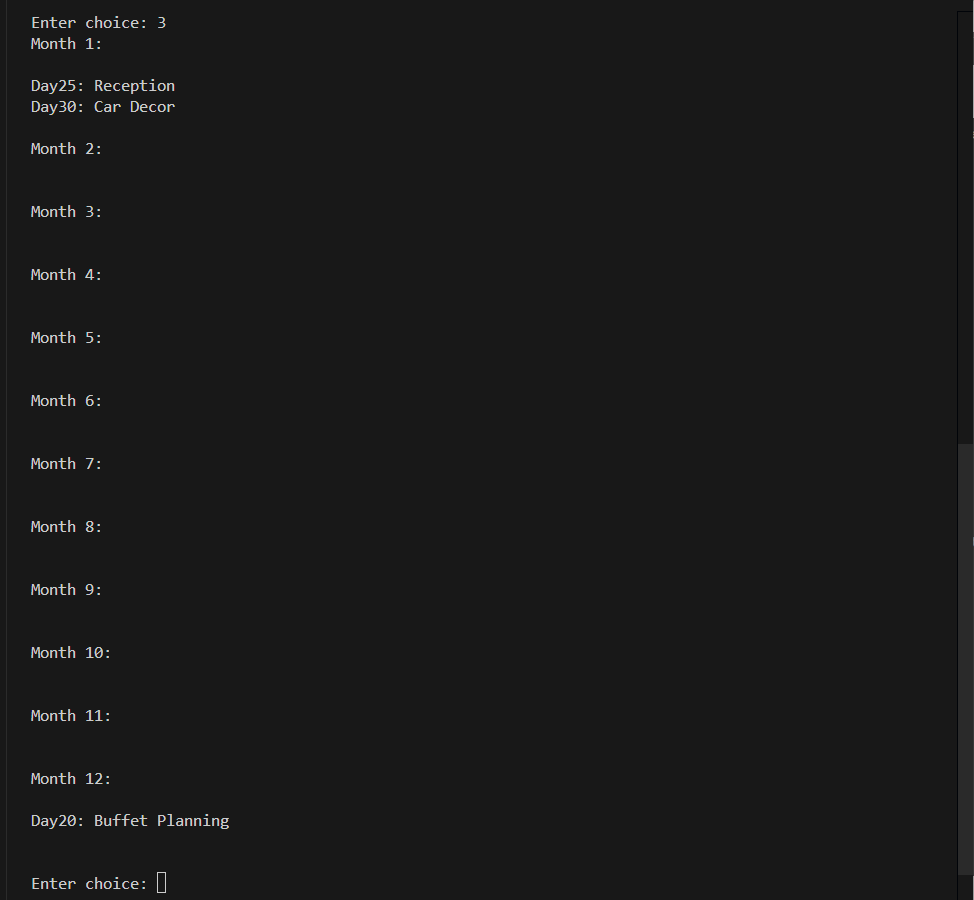 Enter choice: 3
Month 1:
Day25: Reception
Day30: Car Decor
Month 2:
Month 3:
Month 4:
Month 5:
Month 6:
Month 7:
Month 8:
Month 9:
Month 10:
Month 11:
Month 12:
Day20: Buffet Planning
Enter choice: